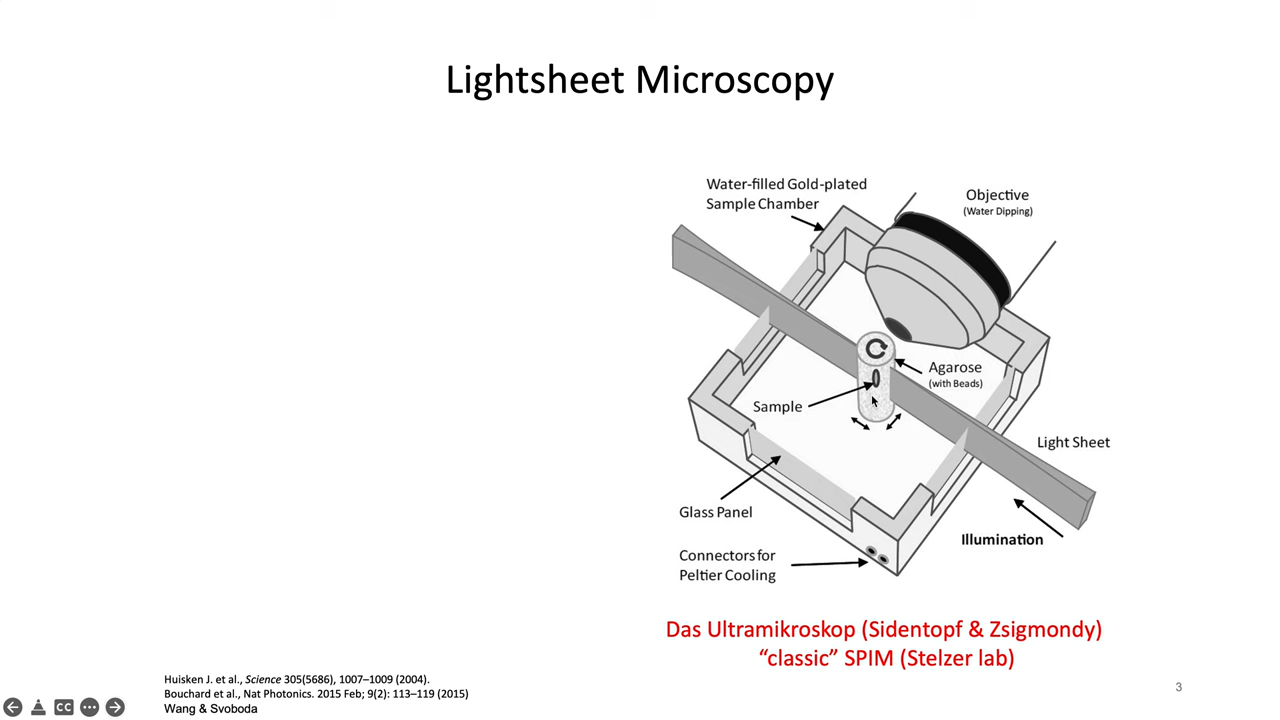 Lightsheet Microscopy
Water-filled Gold-plated
Sample Chamber
Objective
(Water Dipping)
Agarose
(with Beads)
Sample
Light Sheet
Glass Panel
Illumination
Connectors for
Peltier Cooling
Das Ultramikroskop (Sidentopf & Zsigmondy)
“classic” SPIM (Stelzer lab)
Huisken J. et al., Science 305(5686), 1007–1009 (2004).
Bouchard et al., Nat Photonics. 2015 Feb; 9(2): 113–119 (2015)
Wang & Svoboda
3
CC